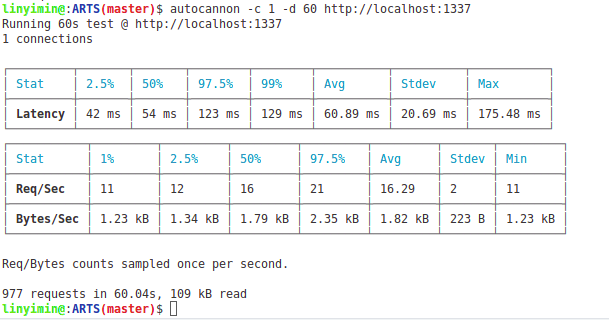 linyimin@:ARTS(master)$ autocannon -c 1 -d 60 http://localhost:1337
Running 60s test @ http://localhost:1337
1 connections
Stat 2.5% 50% 97.5% 99% Avg Stdev Max
Latency 42 ms 54 ms 123 ms 129 ms 60.89 ms 20.69 ms 175.48 ms
Stat 1% 2.5% 50% 97.5% Avg Stdev Min
Req/Sec 11 12 16 21 16.29 2 11
Bytes/Sec 1.23 kB 1.34 kB 1.79 kB 2.35 kB 1.82 kB 223 B 1.23 kB
Req/Bytes counts sampled once per second.
977 requests in 60.04s, 109 kB read
linyimin@:ARTS(master)$